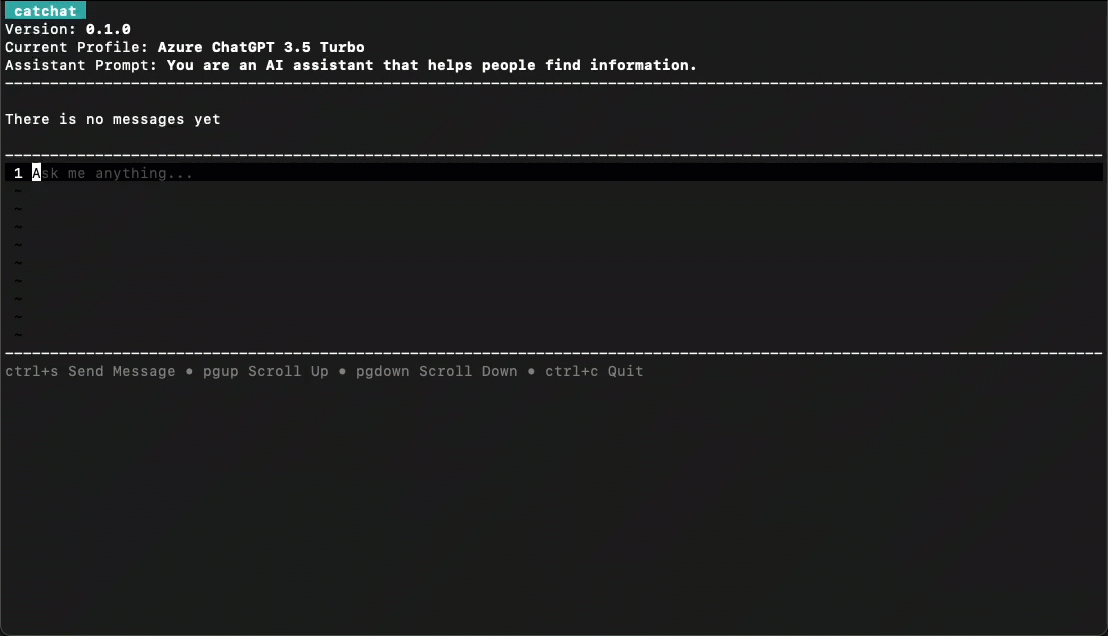 catchat
Version: 0.1.0
Current Profile: Azure ChatGPT 3.5 Turbo
Assistant Prompt: You are an AI assistant that helps people find information.
There is no messages yet
1 Ask me anything...
~
~
~
~
~
~
~
~
~
ctrl+s Send Message • pgup Scroll Up • pgdown Scroll Down • ctrl+c Quit